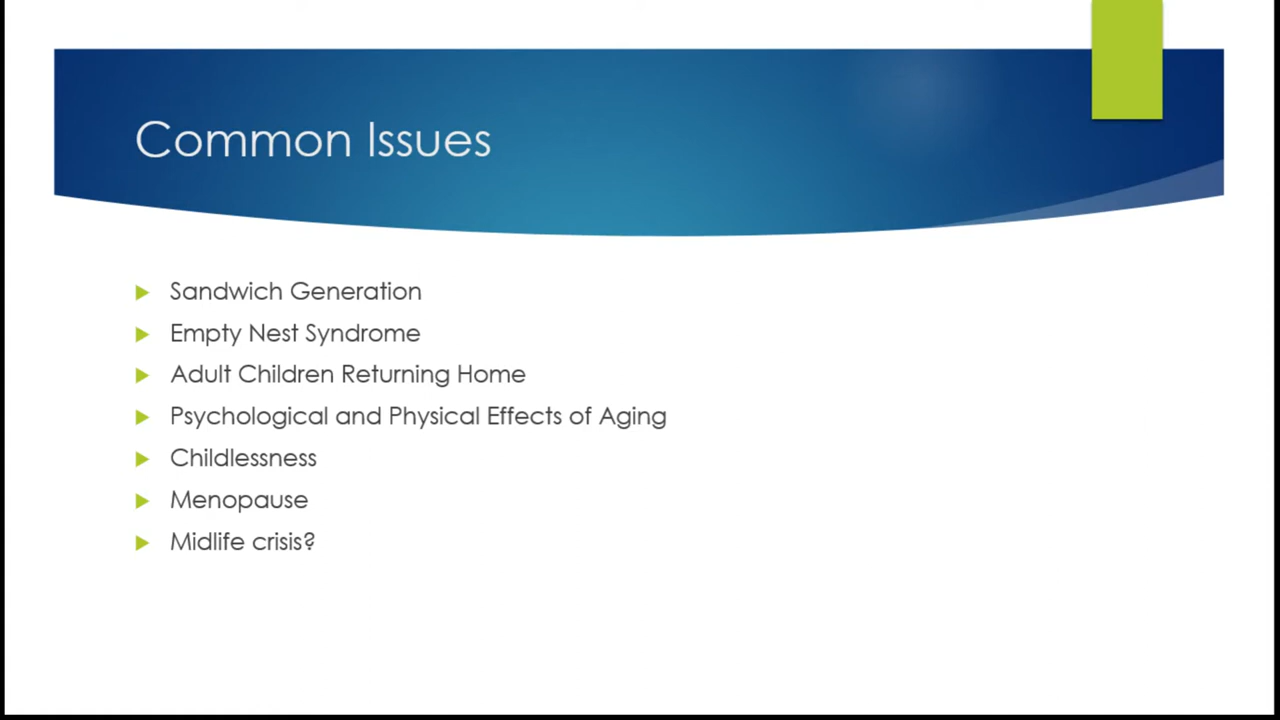 Common Issues
Sandwich Generation
Empty Nest Syndrome
Adult Children Returning Home
Psychological and Physical Effects of Aging
Childlessness
Menopause
Midlife crisis?